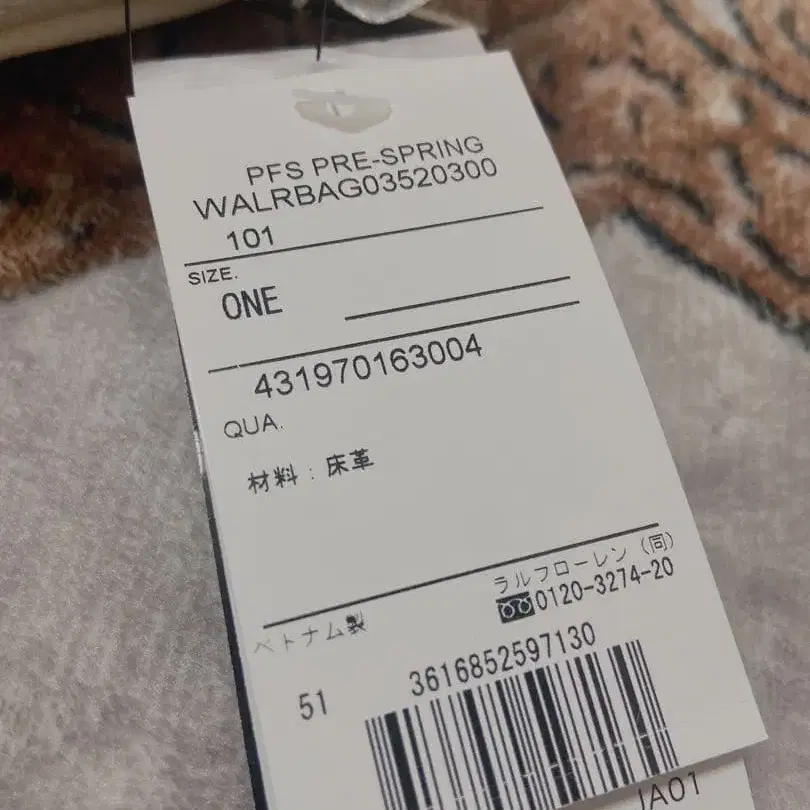 PFS PRE-SPRING
WALRBAG03520300
101
SIZE.
ONE
431970163004
QUA.
材料：床革
ラルフローレン（同）
0120-3274-20
ベトナム製
3616852597130
51
JA01